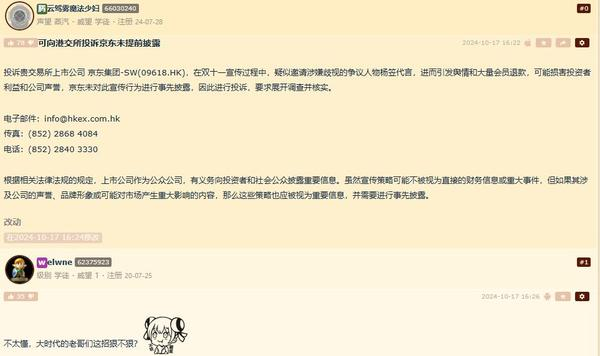 云笃雾魔法少妇 66030240 #0
声望 蒸汽・威望 学徒・注册 24-07-28
78 可向港交所投诉京东未提前披露 2024-10-17 16:22
投诉贵交易所上市公司 京东集团-SW(09618.HK)，在双十一宣传过程中，疑似邀请涉嫌歧视的争议人物杨笠代言，进而引发舆情和大量会员退款，可能损害投资者
利益和公司声誉，京东未对此宣传行为进行事先披露，因此进行投诉，要求展开调查并核实。
电子邮件：info@hkex.com.hk
传真：(852) 2868 4084
电话：(852) 2840 3330
根据相关法律法规的规定，上市公司作为公众公司，有义务向投资者和社会公众披露重要信息。虽然宣传策略可能不被视为直接的财务信息或重大事件，但如果其涉
及公司的声誉、品牌形象或可能对市场产生重大影响的内容，那么这些策略也应被视为重要信息，并需要进行事先披露。
改动
在2024-10-17 16:24修改
welwne 62375923 #1
级别 学徒・威望 1・注册 20-07-25
35 2024-10-17 16:26
不太懂，大时代的老哥们这招狠不狠？